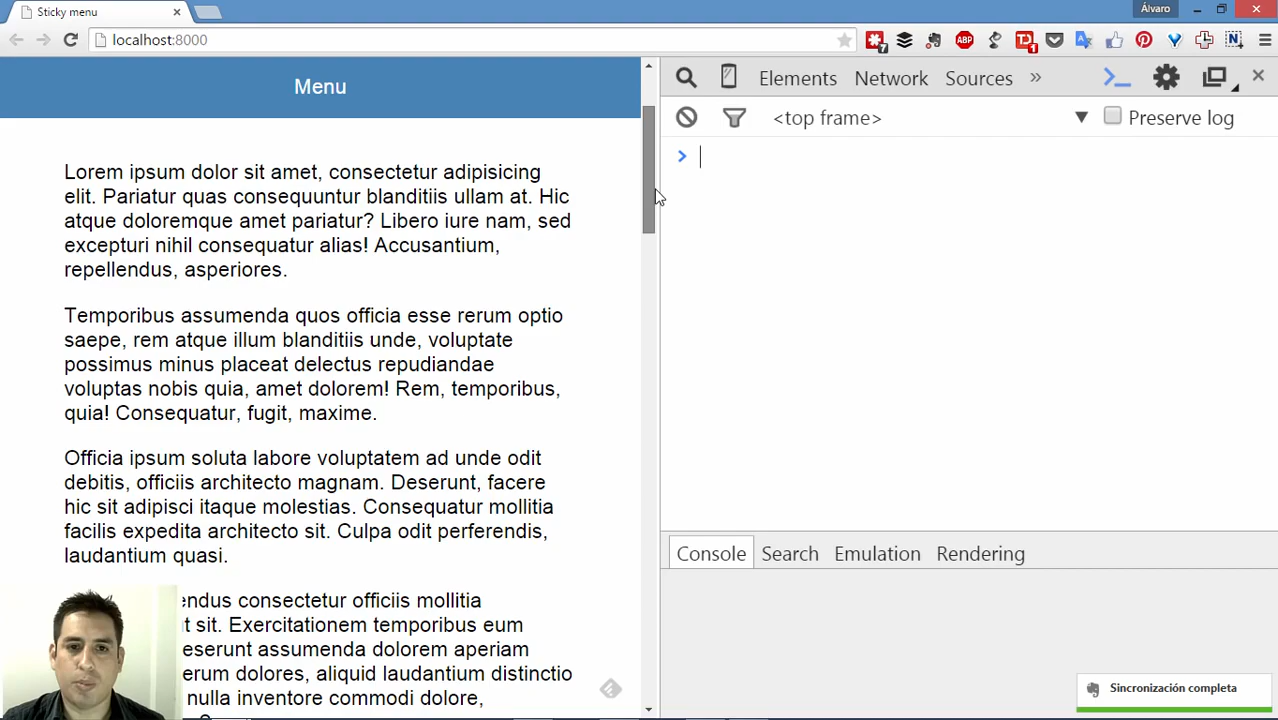 Sticky menu
Álvaro
localhost:8000
ABP
7
1
N
Menu
Elements Network Sources »
<top frame> Preserve log
Lorem ipsum dolor sit amet, consectetur adipisicing
elit. Pariatur quas consequuntur blanditiis ullam at. Hic
atque doloremque amet pariatur? Libero iure nam, sed
excepturi nihil consequatur alias! Accusantium,
repellendus, asperiores.
Temporibus assumenda quos officia esse rerum optio
saepe, rem atque illum blanditiis unde, voluptate
possimus minus placeat delectus repudiandae
voluptas nobis quia, amet dolorem! Rem, temporibus,
quia! Consequatur, fugit, maxime.
Officia ipsum soluta labore voluptatem ad unde odit
debitis, officiis architecto magnam. Deserunt, facere
hic sit adipisci itaque molestias. Consequatur mollitia
facilis expedita architecto sit. Culpa odit perferendis,
laudantium quasi.
endus consectetur officiis mollitia
t sit. Exercitationem temporibus eum
eserunt assumenda dolorem aperiam
erum dolores, aliquid laudantium distinctio
nulla inventore commodi dolore,
Console Search Emulation Rendering
Sincronización completa